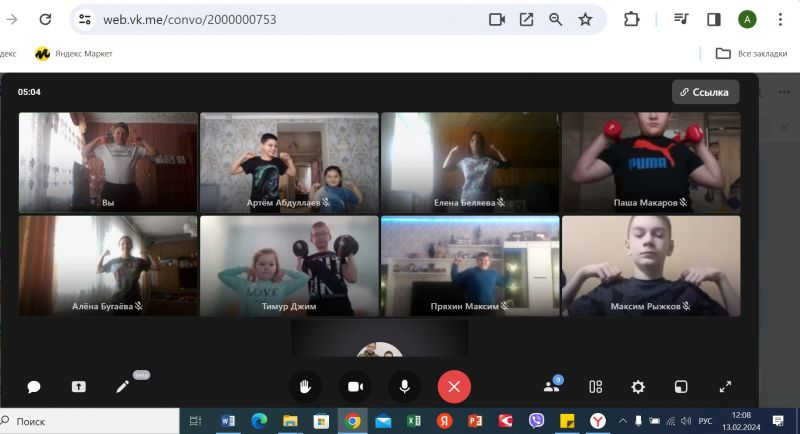 web.vk.me/convo/2000000753
A
декс
Яндекс Маркет
Все закладки
05:04
Ссылка
Вы
Артём Абдуллаев
Елена Беляева
Паша Макаров
PUMA
Алёна Бугаёва
LOVE
Тимур Джим
Пряхин Максим
Максим Рыжков
beta
9
Поиск
РУС
12:08
13.02.2024